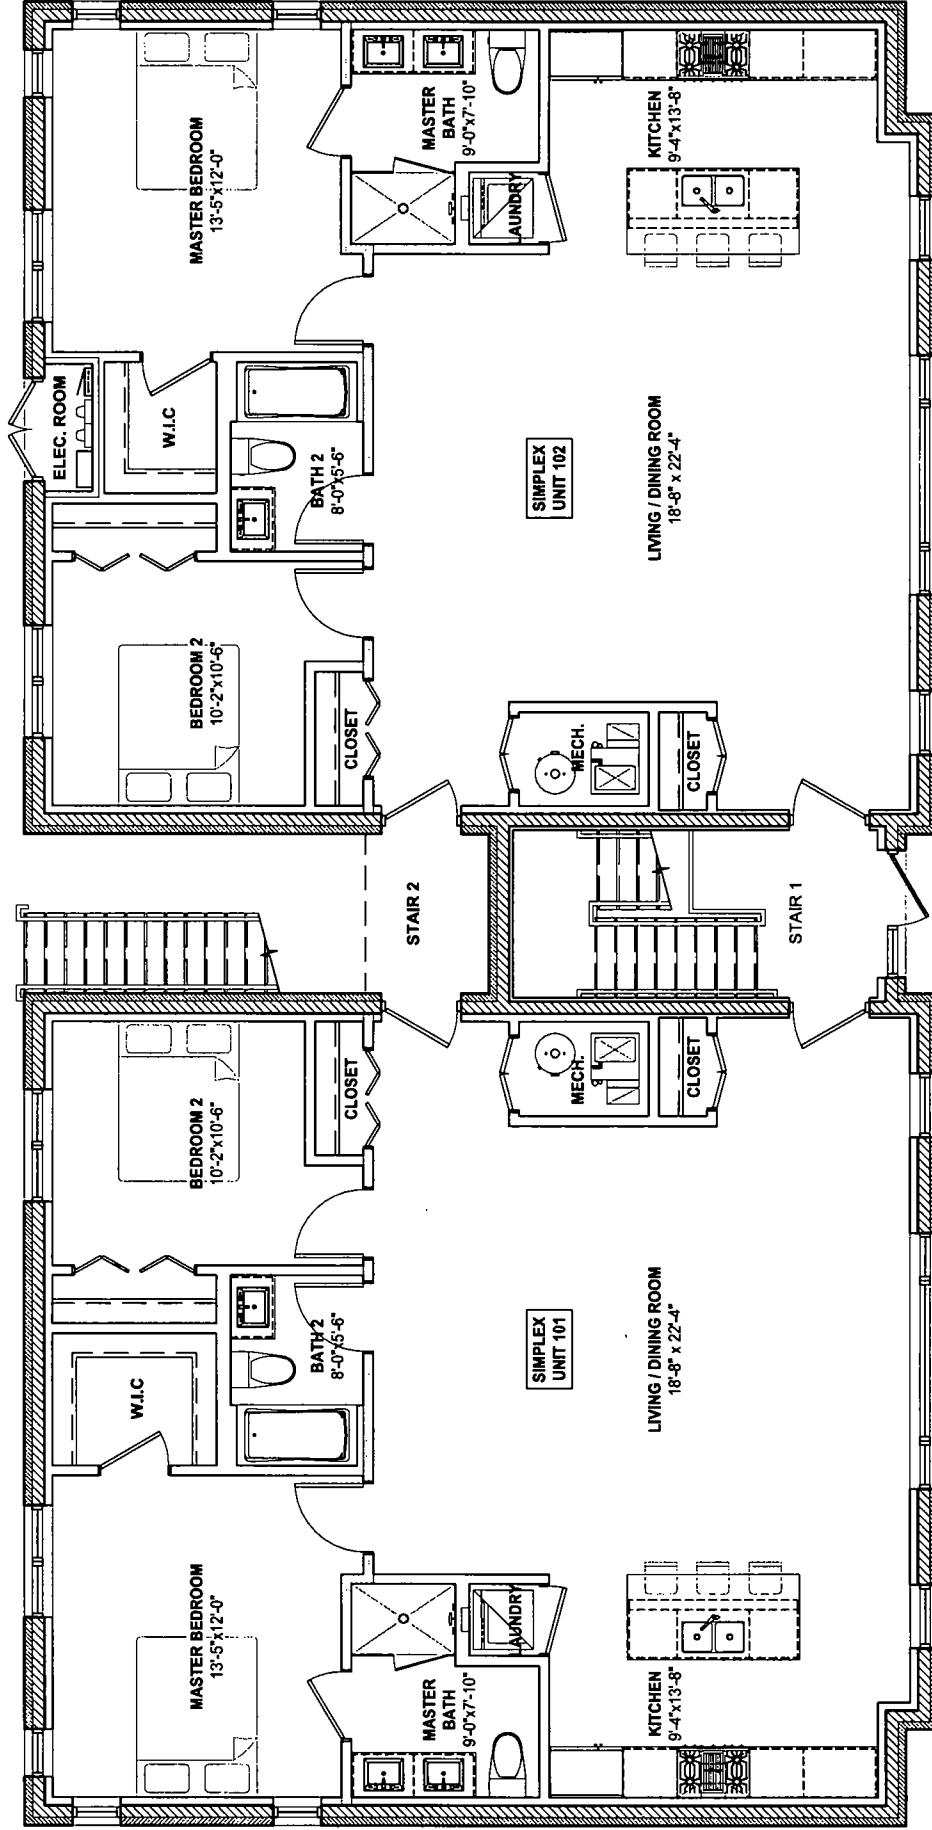 MASTER BEDROOM
13'-5"x12'-0"
MASTER
BATH
9'-0"x7'-10"
KITCHEN
9'-4"x13'-8"
LAUNDRY
ELEC. ROOM
W.I.C
BATH 2
8'-0"x5'-6"
SIMPLEX
UNIT 102
LIVING / DINING ROOM
18'-8" x 22'-4"
BEDROOM 2
10'-2"x10'-6"
CLOSET
MECH.
CLOSET
STAIR 2
STAIR 1
BEDROOM 2
10'-2"x10'-6"
CLOSET
MECH.
CLOSET
W.I.C
BATH 2
8'-0"x5'-6"
SIMPLEX
UNIT 101
LIVING / DINING ROOM
18'-8" x 22'-4"
MASTER BEDROOM
13'-5"x12'-0"
MASTER
BATH
9'-0"x7'-10"
LAUNDRY
KITCHEN
9'-4"x13'-8"